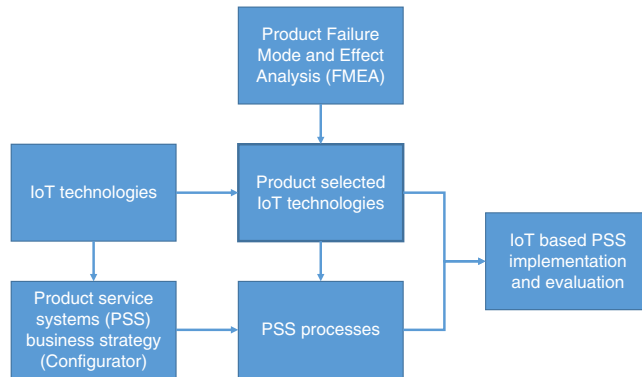 Product Failure
Mode and Effect
Analysis (FMEA)
IoT technologies
Product selected
IoT technologies
IoT based PSS
implementation
and evaluation
Product service
systems (PSS)
business strategy
(Configurator)
PSS processes